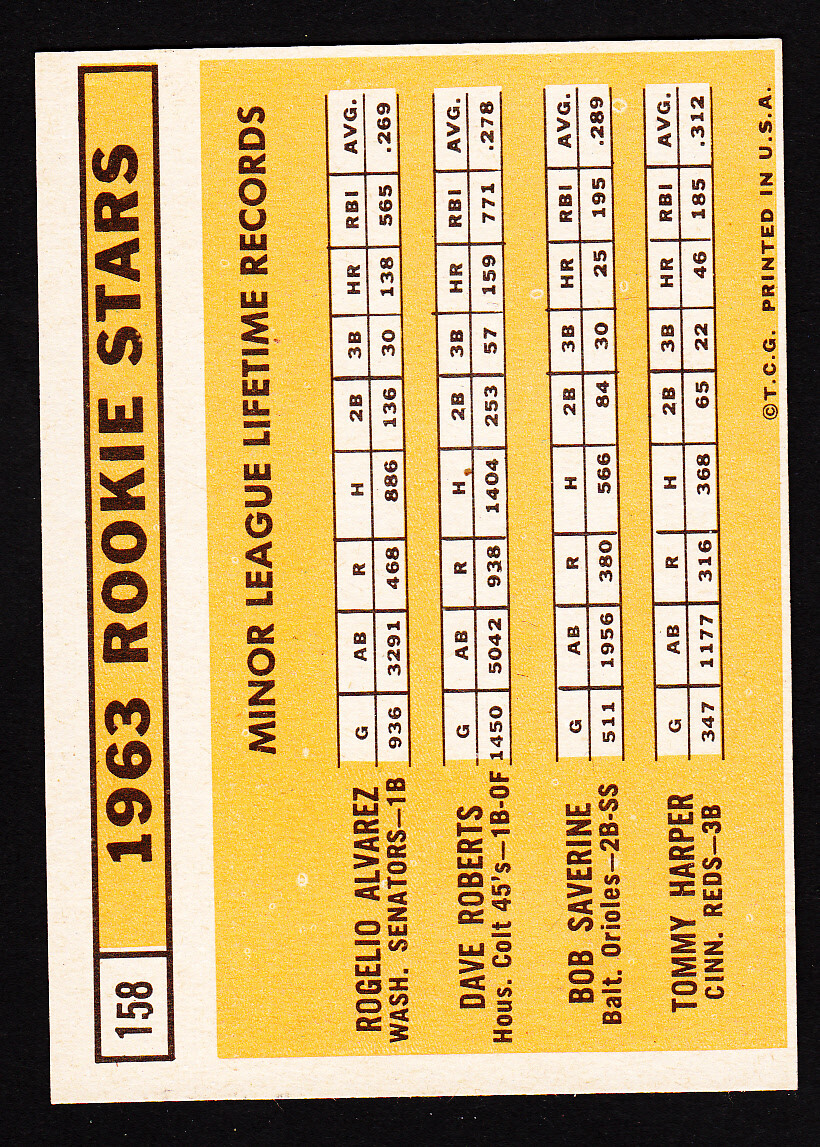 158 1963 ROOKIE STARS
MINOR LEAGUE LIFETIME RECORDS
G AB R H 2B 3B HR RBI AVG.
ROGELIO ALVAREZ
WASH. SENATORS—1B 936 3291 468 886 136 30 138 565 .269
G AB R H 2B 3B HR RBI AVG.
DAVE ROBERTS
Hous. Colt 45's—1B-OF 1450 5042 938 1404 253 57 159 771 .278
G AB R H 2B 3B HR RBI AVG.
BOB SAVERINE
Balt. Orioles—2B-SS 511 1956 380 566 84 30 25 195 .289
G AB R H 2B 3B HR RBI AVG.
TOMMY HARPER
CINN. REDS—3B 347 1177 316 368 65 22 46 185 .312
©T.C.G. PRINTED IN U.S.A.